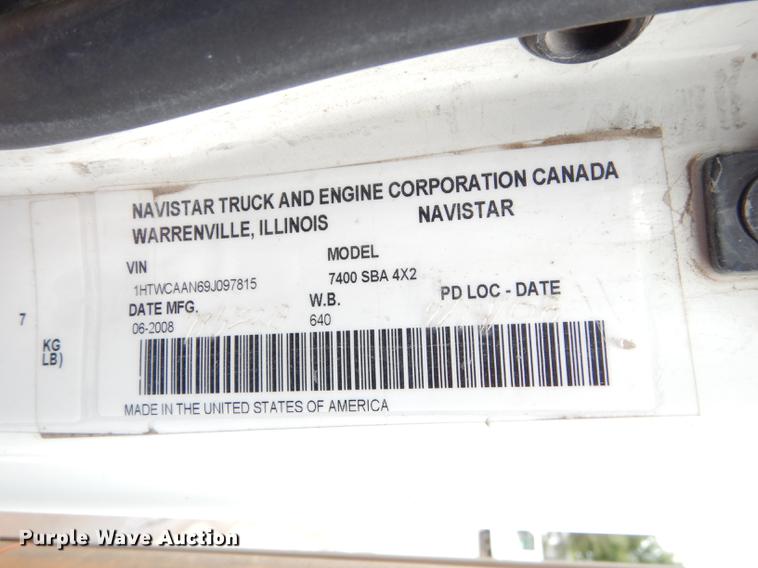 NAVISTAR TRUCK AND ENGINE CORPORATION CANADA
WARRENVILLE, ILLINOIS NAVISTAR
VIN MODEL
1HTWCAAN69J097815 7400 SBA 4X2
DATE MFG. W.B. PD LOC - DATE
06-2008 640
7
KG
LB)
MADE IN THE UNITED STATES OF AMERICA
Purple Wave Auction